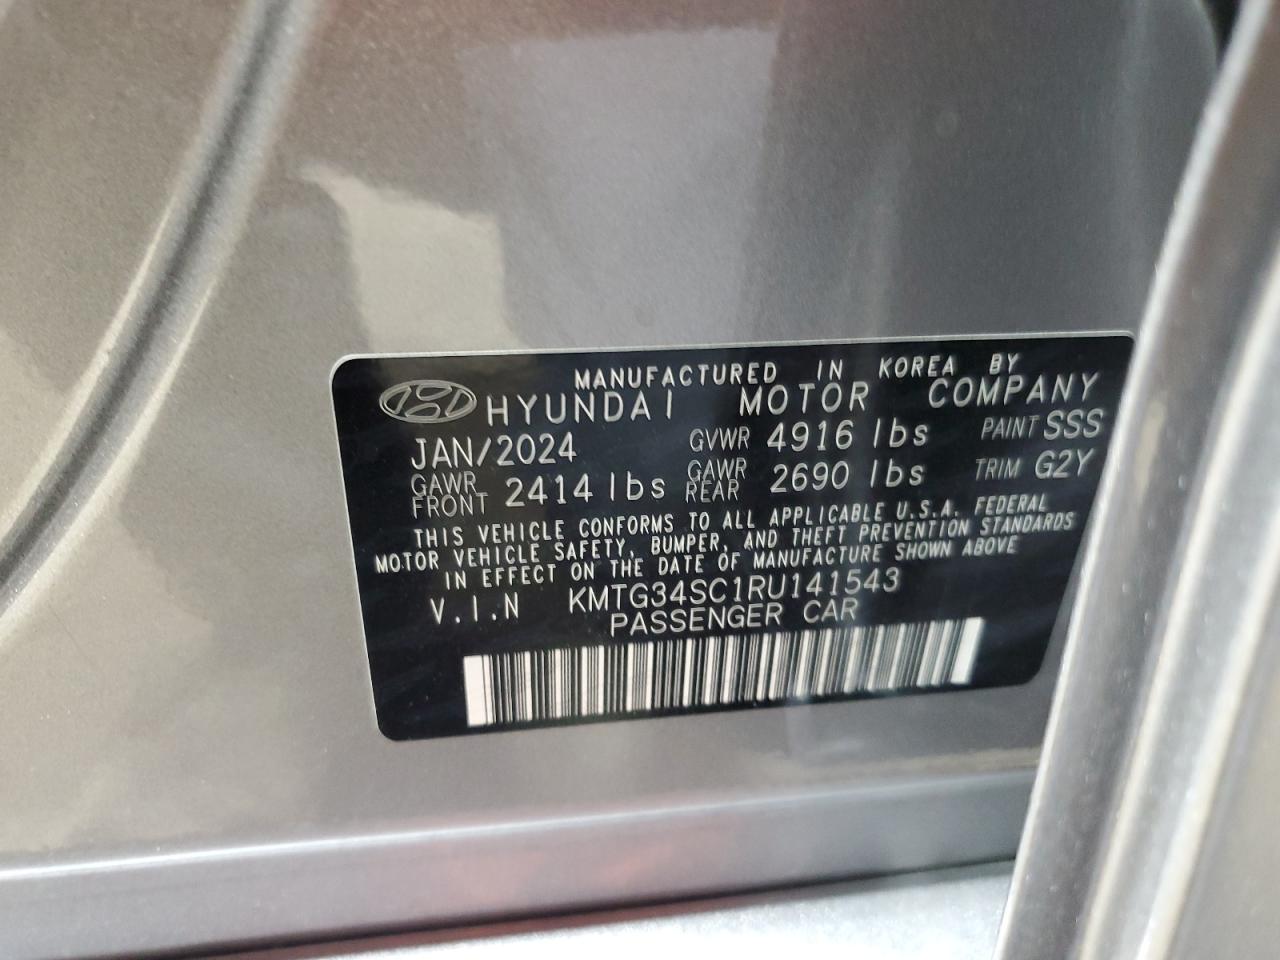 MANUFACTURED IN KOREA BY
HYUNDAI MOTOR COMPANY
JAN/2024 GVWR 4916 lbs PAINT SSS
GAWR FRONT 2414 lbs GAWR REAR 2690 lbs TRIM G2Y
THIS VEHICLE CONFORMS TO ALL APPLICABLE U.S.A. FEDERAL
MOTOR VEHICLE SAFETY, BUMPER, AND THEFT PREVENTION STANDARDS
IN EFFECT ON THE DATE OF MANUFACTURE SHOWN ABOVE
V.I.N KMTG34SC1RU141543
PASSENGER CAR